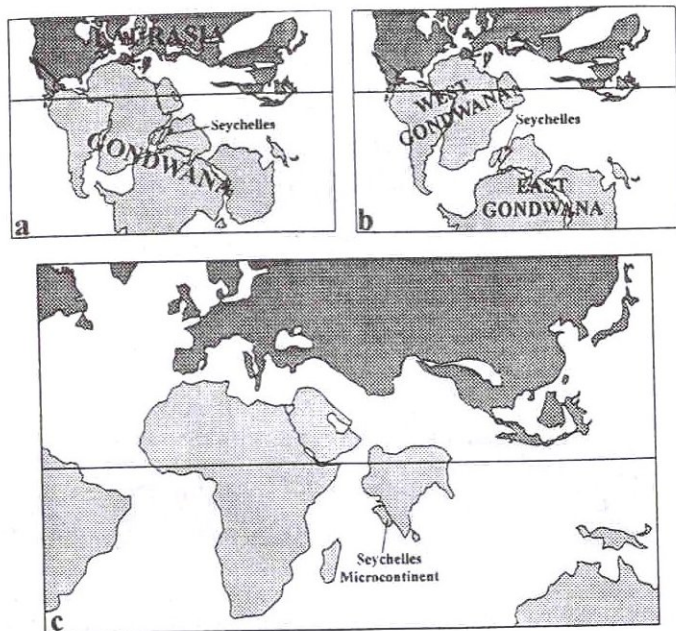 LAURASIA
Seychelles
GONDWANA
a
WEST
GONDWANA
Seychelles
EAST
GONDWANA
b
Seychelles
Microcontinent
c